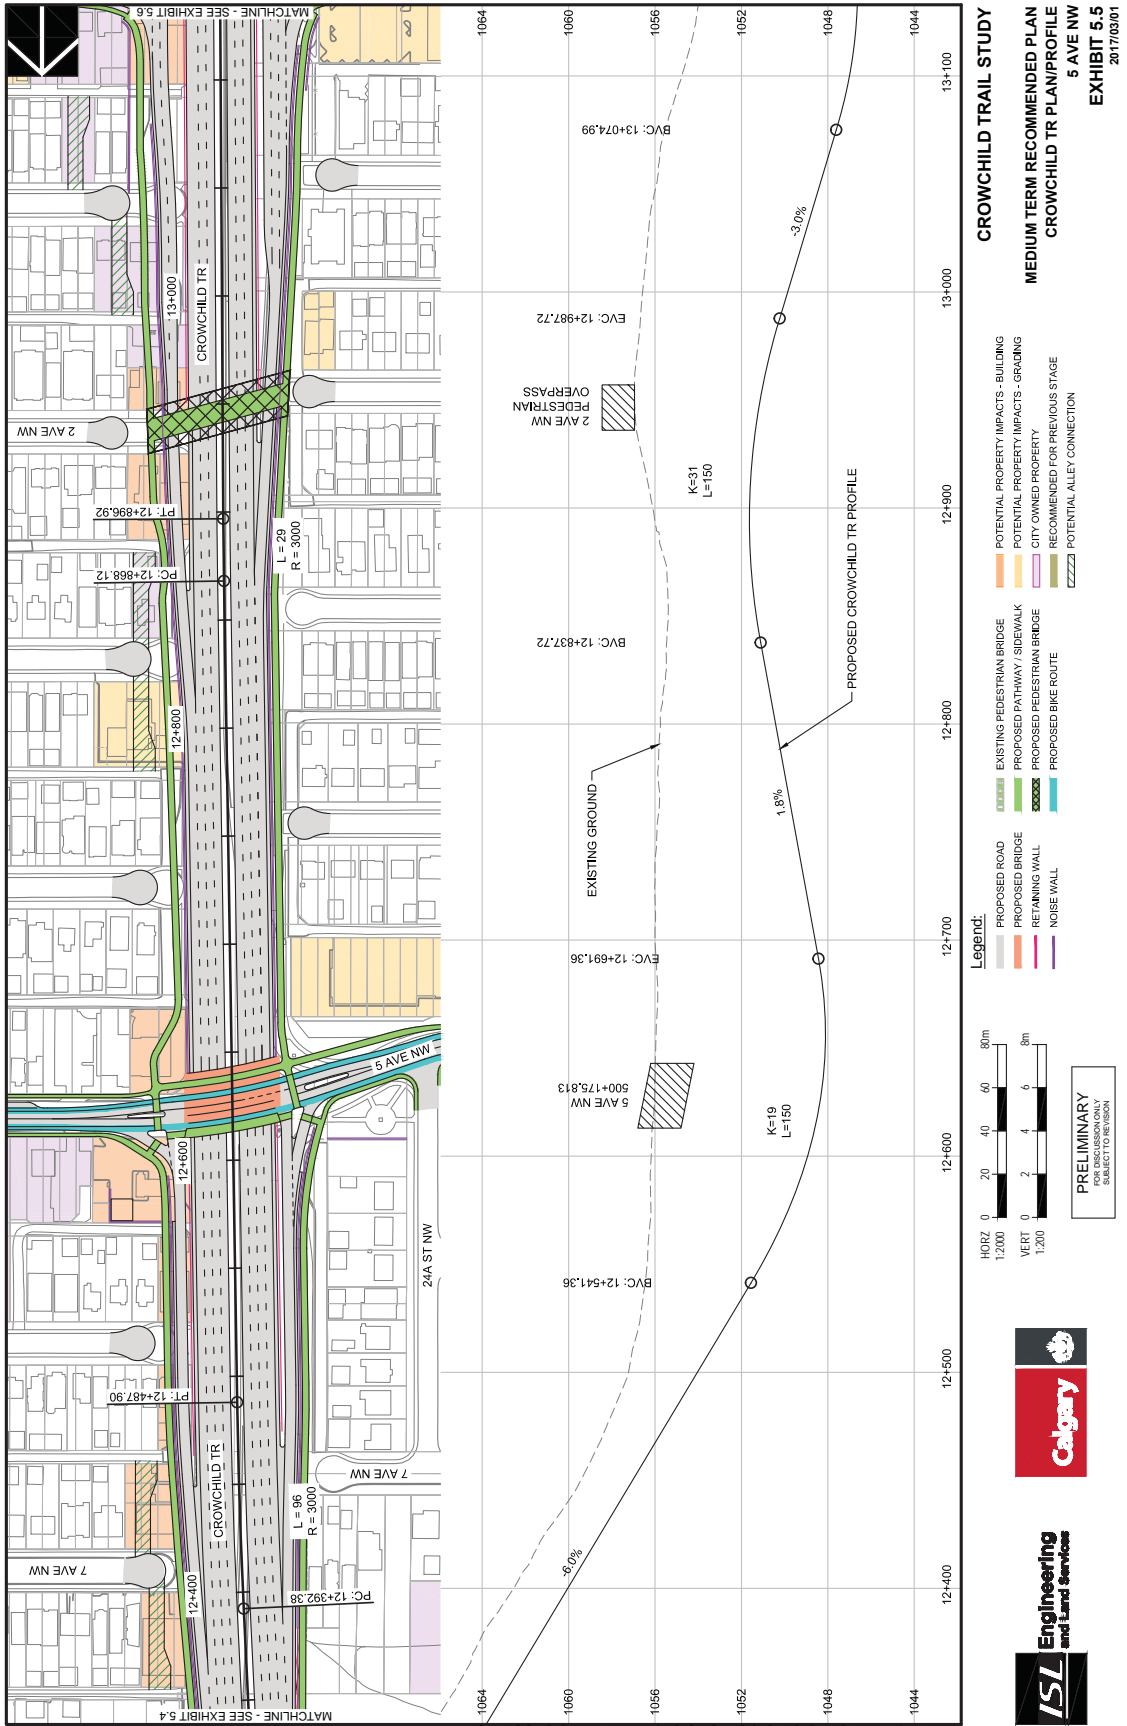 MATCHLINE - SEE EXHIBIT 5.4
MATCHLINE - SEE EXHIBIT 5.6
7 AVE NW
7 AVE NW
12+400
PC: 12+392.38
L = 96
R = 3000
CROWCHILD TR
PT: 12+487.90
24A ST NW
12+600
5 AVE NW
12+800
PC: 12+868.12
PT: 12+896.92
L = 29
R = 3000
2 AVE NW
13+000
CROWCHILD TR
1064
1060
1056
1052
1048
1044
1064
1060
1056
1052
1048
1044
-6.0%
BVC: 12+541.36
5 AVE NW
500+175.813
K=19
L=150
EVC: 12+691.36
EXISTING GROUND
1.8%
PROPOSED CROWCHILD TR PROFILE
BVC: 12+837.72
K=31
L=150
2 AVE NW
PEDESTRIAN
OVERPASS
EVC: 12+987.72
-3.0%
BVC: 13+074.99
12+400
12+500
12+600
12+700
12+800
12+900
13+000
13+100
ISL Engineering
and Land Services
Calgary
HORZ
1:2000
0 20 40 60 80m
VERT
1:200
0 2 4 6 8m
PRELIMINARY
FOR DISCUSSION ONLY
SUBJECT TO REVISION
Legend:
PROPOSED ROAD
PROPOSED BRIDGE
RETAINING WALL
NOISE WALL
EXISTING PEDESTRIAN BRIDGE
PROPOSED PATHWAY / SIDEWALK
PROPOSED PEDESTRIAN BRIDGE
PROPOSED BIKE ROUTE
POTENTIAL PROPERTY IMPACTS - BUILDING
POTENTIAL PROPERTY IMPACTS - GRADING
CITY OWNED PROPERTY
RECOMMENDED FOR PREVIOUS STAGE
POTENTIAL ALLEY CONNECTION
CROWCHILD TRAIL STUDY
MEDIUM TERM RECOMMENDED PLAN
CROWCHILD TR PLAN/PROFILE
5 AVE NW
EXHIBIT 5.5
2017/03/01